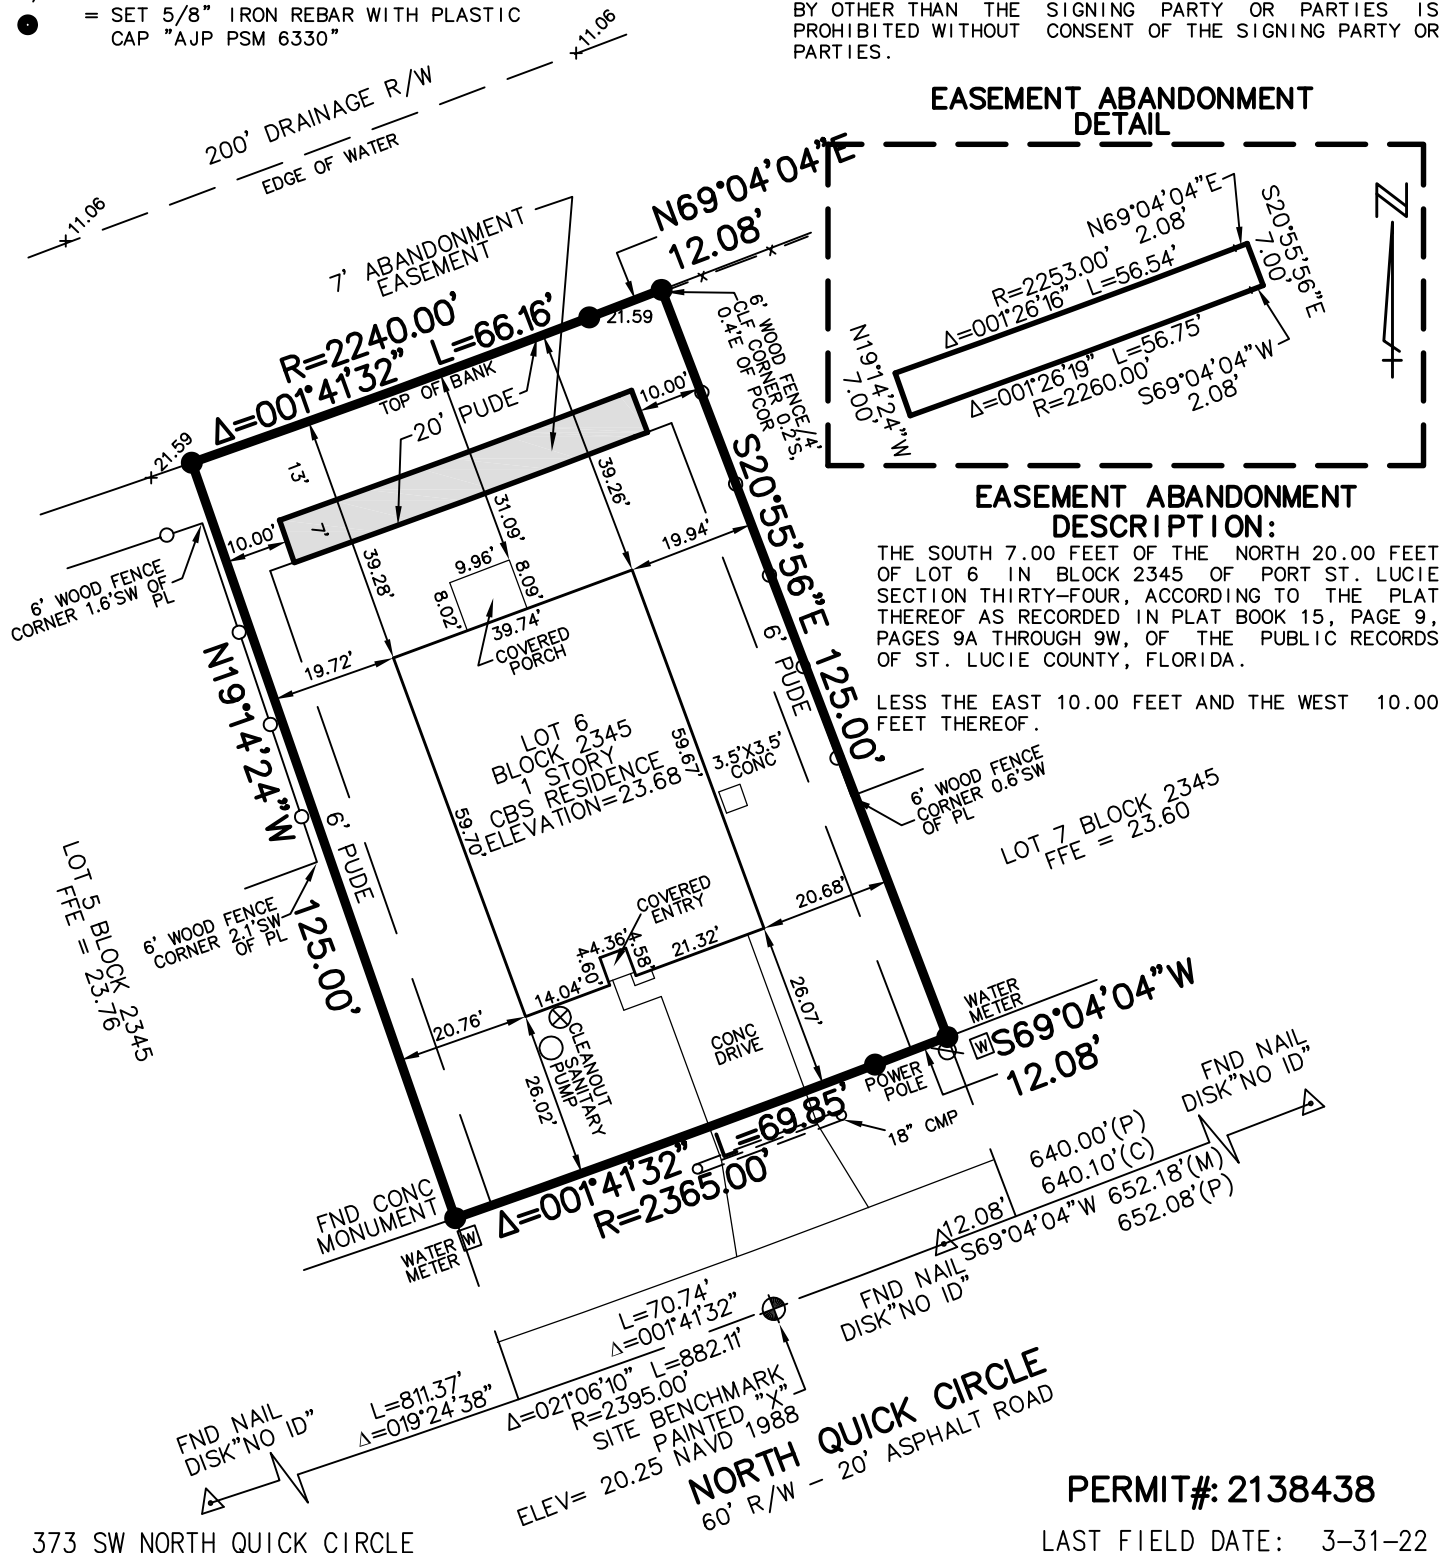 = SET 5/8" IRON REBAR WITH PLASTIC
CAP "AJP PSM 6330"
BY OTHER THAN THE SIGNING PARTY OR PARTIES IS
PROHIBITED WITHOUT CONSENT OF THE SIGNING PARTY OR
PARTIES.
EASEMENT ABANDONMENT
DETAIL
N69°04'04"E
2.08'
S20°55'56"E
7.00'
R=2253.00'
Δ=001°26'16" L=56.54'
N19°14'24"W
7.00'
L=56.75'
Δ=001°26'19"
R=2260.00'
S69°04'04"W
2.08'
N
EASEMENT ABANDONMENT
DESCRIPTION:
THE SOUTH 7.00 FEET OF THE NORTH 20.00 FEET
OF LOT 6 IN BLOCK 2345 OF PORT ST. LUCIE
SECTION THIRTY-FOUR, ACCORDING TO THE PLAT
THEREOF AS RECORDED IN PLAT BOOK 15, PAGE 9,
PAGES 9A THROUGH 9W, OF THE PUBLIC RECORDS
OF ST. LUCIE COUNTY, FLORIDA.
LESS THE EAST 10.00 FEET AND THE WEST 10.00
FEET THEREOF.
11.06
200' DRAINAGE R/W
EDGE OF WATER
11.06
N69°04'04"E
12.08'
7' ABANDONMENT
EASEMENT
R=2240.00'
Δ=001°41'32" L=66.16'
21.59
TOP OF BANK
20' PUDE
10.00'
6' WOOD FENCE/4'
CLF CORNER 0.2'S,
0.4'E OF PCOR
21.59
13'
7'
10.00'
39.28'
31.09'
39.26'
19.94'
S20°55'56"E 125.00'
9.96'
8.09'
8.02'
39.74'
COVERED
PORCH
6' WOOD FENCE
CORNER 1.6'SW OF
PL
19.72'
6' PUDE
N19°14'24"W
125.00'
LOT 6
BLOCK 2345
1 STORY
CBS RESIDENCE
ELEVATION=23.68
59.67'
59.70'
3.5'X3.5'
CONC
6' WOOD FENCE
CORNER 0.6'SW
OF PL
LOT 7 BLOCK 2345
FFE = 23.60
LOT 5 BLOCK 2345
FFE = 23.76
6' PUDE
6' WOOD FENCE
CORNER 2.1'SW
OF PL
COVERED
ENTRY
20.68'
4.36'
4.58'
4.60'
21.32'
14.04'
20.76'
26.07'
CLEANOUT
SANITARY
PUMP
26.02'
CONC
DRIVE
WATER
METER
W
S69°04'04"W
12.08'
POWER
POLE
18" CMP
L=69.85'
Δ=001°41'32"
R=2365.00'
FND CONC
MONUMENT
WATER
METER
W
FND NAIL
DISK"NO ID"
640.00'(P)
640.10'(C)
12.08'
S69°04'04"W 652.18'(M)
652.08'(P)
FND NAIL
DISK"NO ID"
L=70.74'
Δ=001°41'32"
L=811.37'
Δ=019°24'38"
Δ=021°06'10" L=882.11'
R=2395.00'
SITE BENCHMARK
PAINTED "X"
ELEV= 20.25 NAVD 1988
FND NAIL
DISK"NO ID"
NORTH QUICK CIRCLE
60' R/W - 20' ASPHALT ROAD
PERMIT#: 2138438
373 SW NORTH QUICK CIRCLE
LAST FIELD DATE: 3-31-22